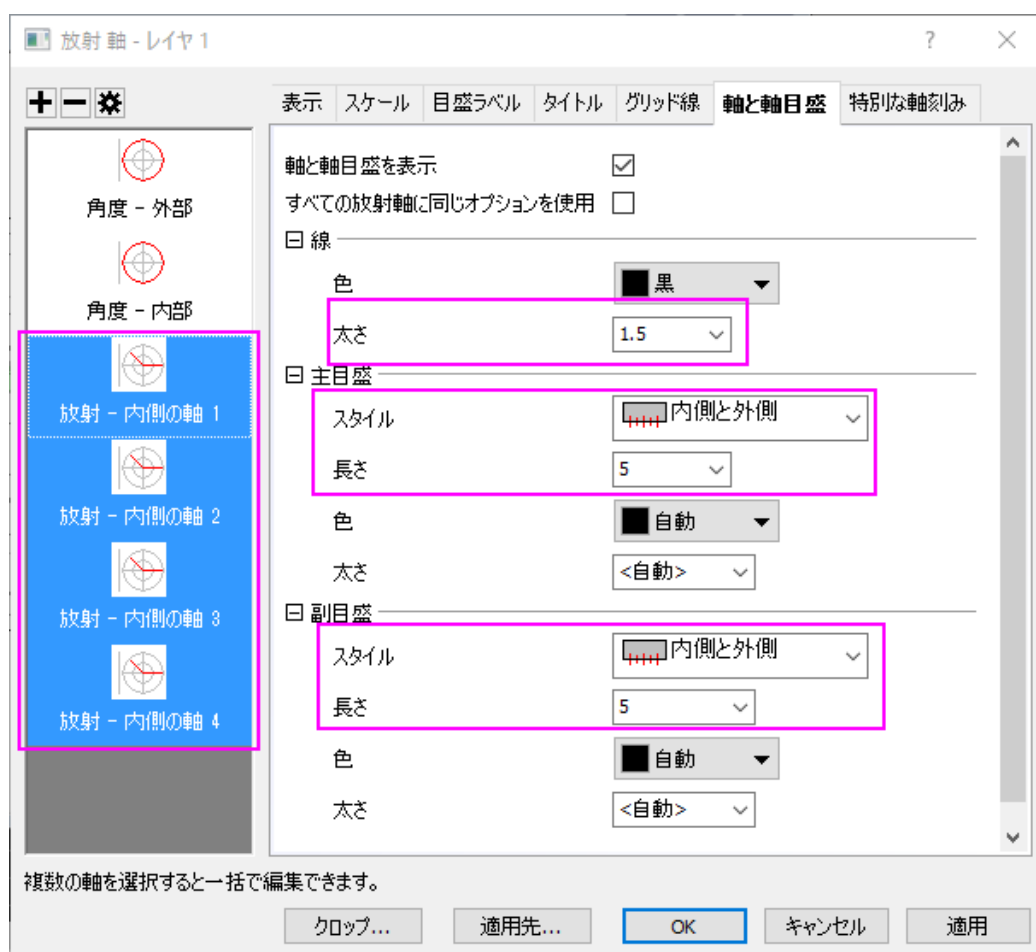 放射 軸 - レイヤ 1
表示 スケール 目盛ラベル タイトル グリッド線 軸と軸目盛 特別な軸刻み
角度 - 外部
角度 - 内部
放射 - 内側の軸 1
放射 - 内側の軸 2
放射 - 内側の軸 3
放射 - 内側の軸 4
軸と軸目盛を表示
すべての放射軸に同じオプションを使用
線
色 黒
太さ 1.5
主目盛
スタイル 内側と外側
長さ 5
色 自動
太さ <自動>
副目盛
スタイル 内側と外側
長さ 5
色 自動
太さ <自動>
複数の軸を選択すると一括で編集できます。
クロップ... 適用先... OK キャンセル 適用